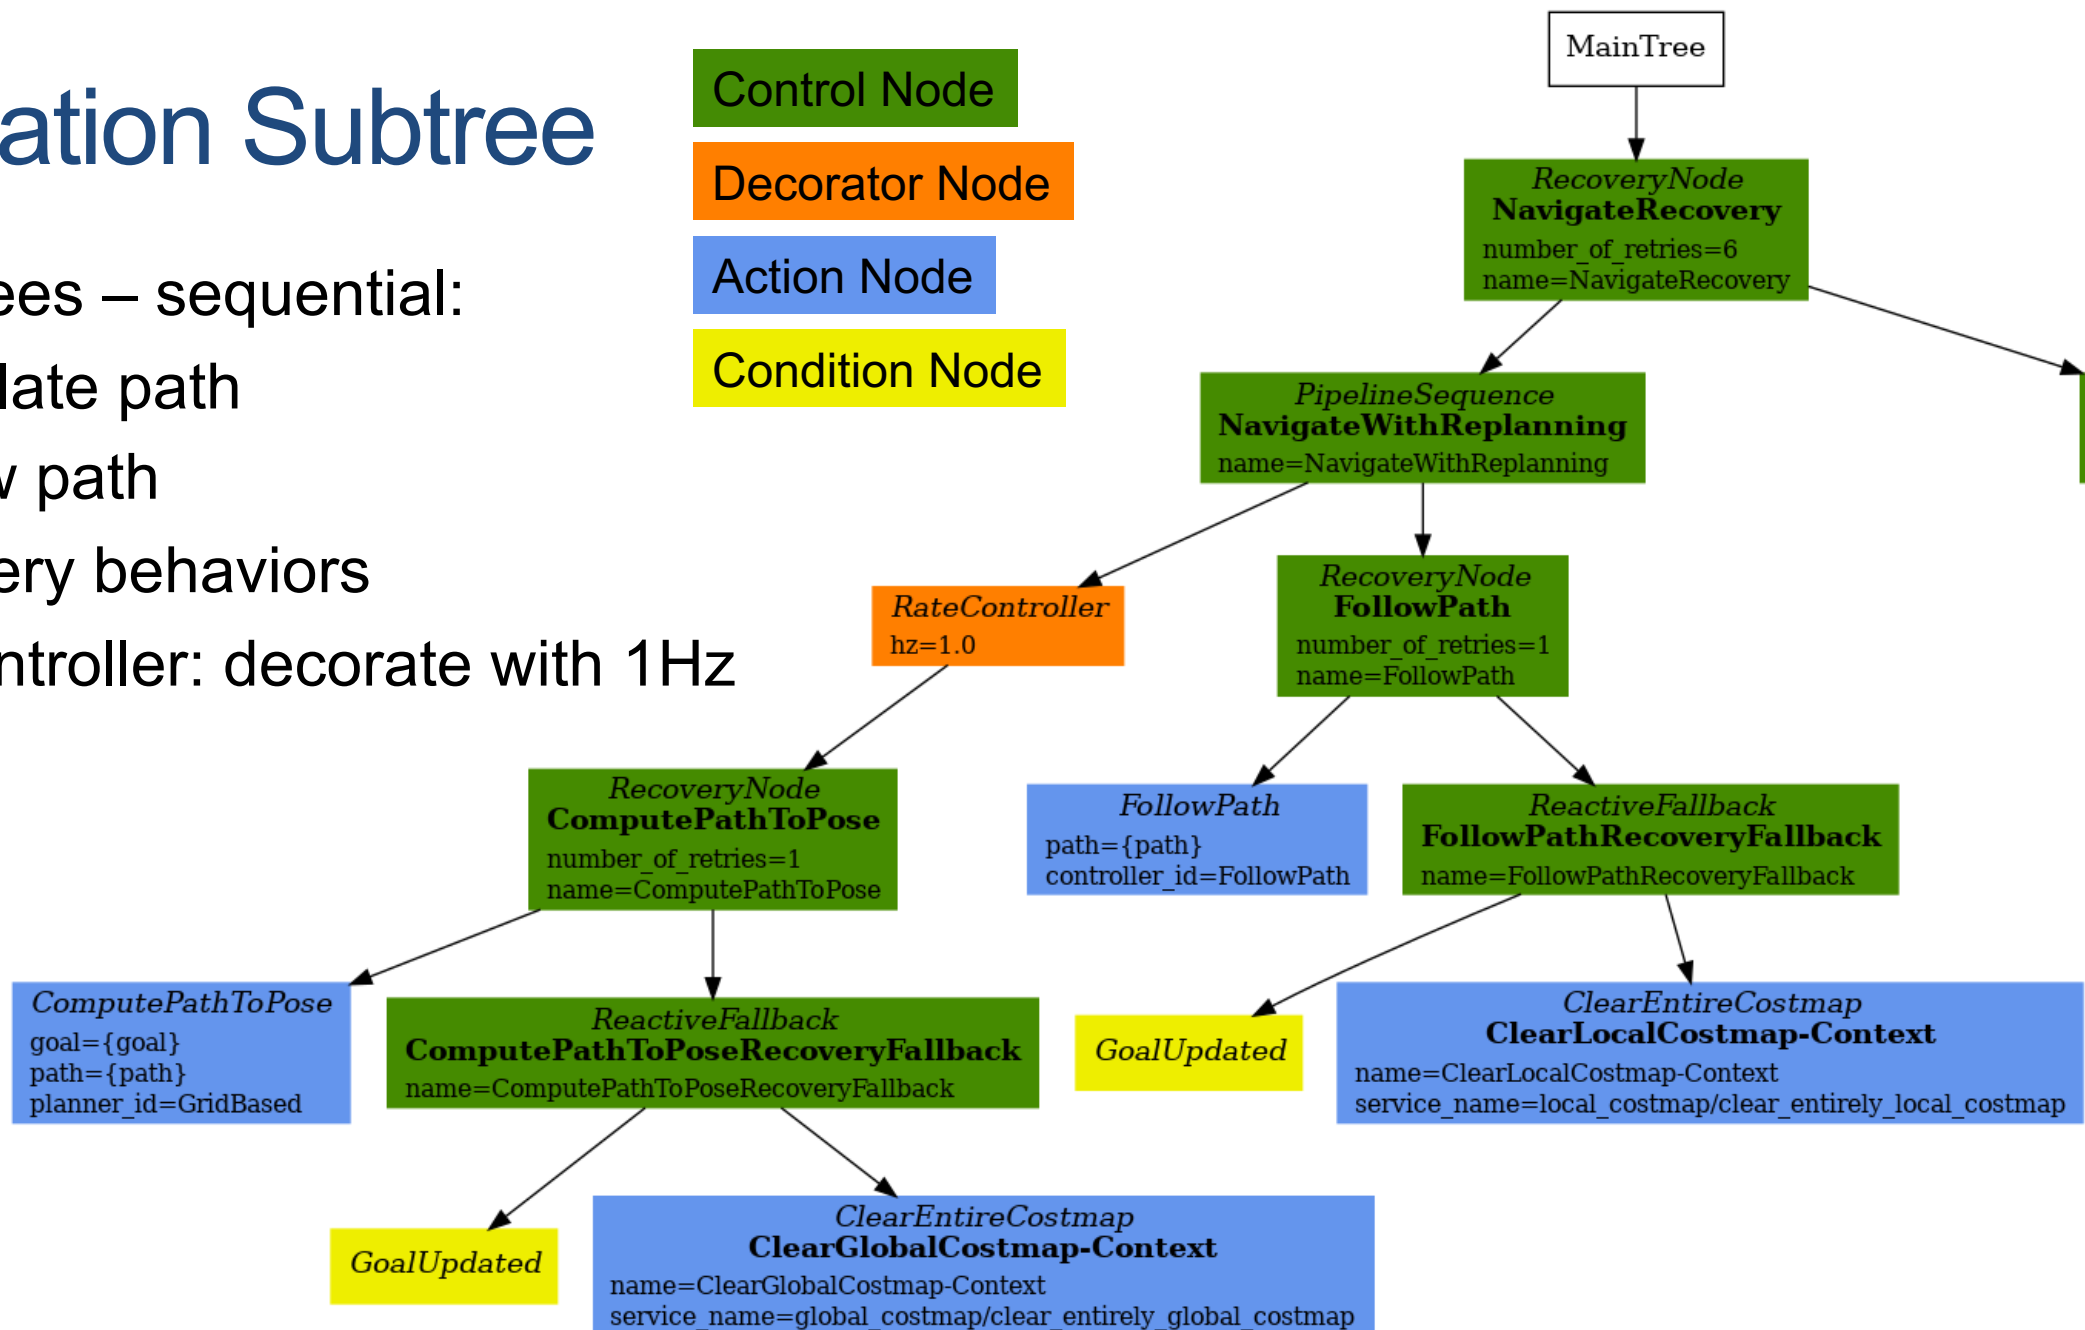 ation Subtree
ees – sequential:
late path
w path
ery behaviors
ntroller: decorate with 1Hz
Control Node
Decorator Node
Action Node
Condition Node
MainTree
RecoveryNode
NavigateRecovery
number_of_retries=6
name=NavigateRecovery
PipelineSequence
NavigateWithReplanning
name=NavigateWithReplanning
RateController
hz=1.0
RecoveryNode
FollowPath
number_of_retries=1
name=FollowPath
RecoveryNode
ComputePathToPose
number_of_retries=1
name=ComputePathToPose
FollowPath
path={path}
controller_id=FollowPath
ReactiveFallback
FollowPathRecoveryFallback
name=FollowPathRecoveryFallback
ComputePathToPose
goal={goal}
path={path}
planner_id=GridBased
ReactiveFallback
ComputePathToPoseRecoveryFallback
name=ComputePathToPoseRecoveryFallback
GoalUpdated
ClearEntireCostmap
ClearLocalCostmap-Context
name=ClearLocalCostmap-Context
service_name=local_costmap/clear_entirely_local_costmap
GoalUpdated
ClearEntireCostmap
ClearGlobalCostmap-Context
name=ClearGlobalCostmap-Context
service_name=global_costmap/clear_entirely_global_costmap